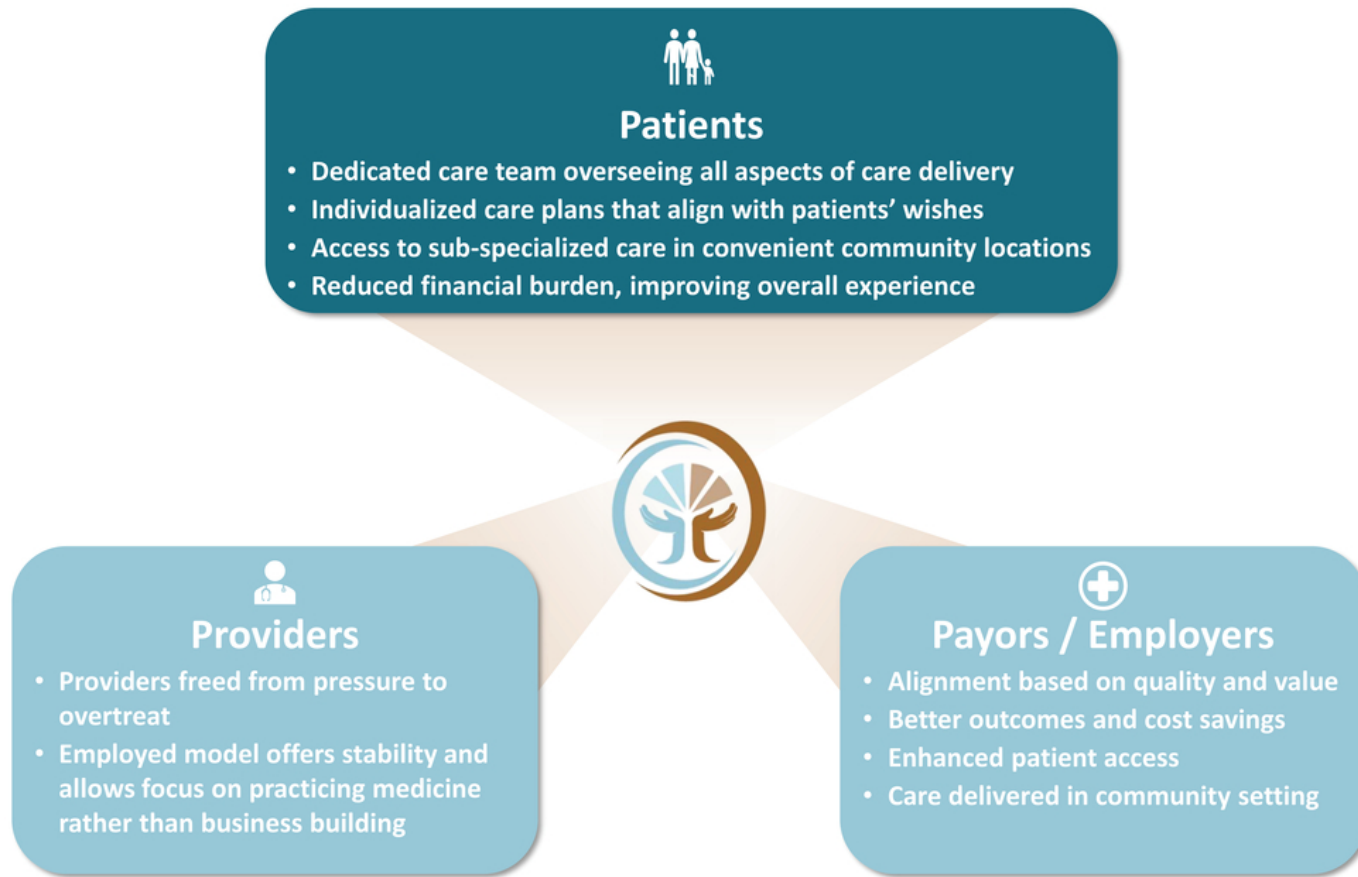 Patients
• Dedicated care team overseeing all aspects of care delivery
• Individualized care plans that align with patients’ wishes
• Access to sub-specialized care in convenient community locations
• Reduced financial burden, improving overall experience
Providers
• Providers freed from pressure to
overtreat
• Employed model offers stability and
allows focus on practicing medicine
rather than business building
Payors / Employers
• Alignment based on quality and value
• Better outcomes and cost savings
• Enhanced patient access
• Care delivered in community setting